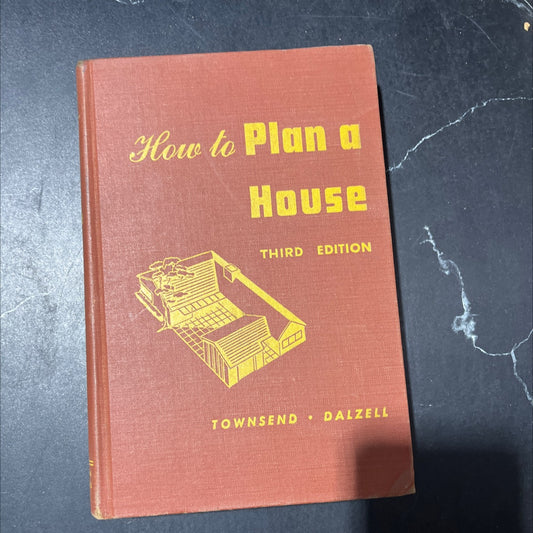 How to Plan a
House
THIRD EDITION
TOWNSEND • DALZELL